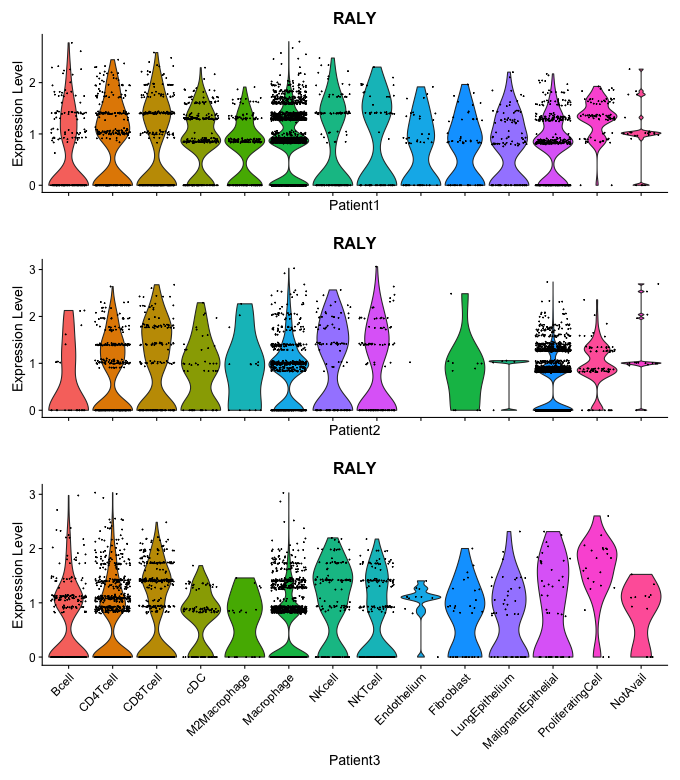 RALY
Expression Level
2
1
0
Patient1
RALY
Expression Level
3
2
1
0
Patient2
RALY
Expression Level
3
2
1
0
Bcell
CD4Tcell
CD8Tcell
cDC
M2Macrophage
Macrophage
NKcell
NKTcell
Endothelium
Fibroblast
LungEpithelium
MalignantEpithelial
ProliferatingCell
NotAvail
Patient3